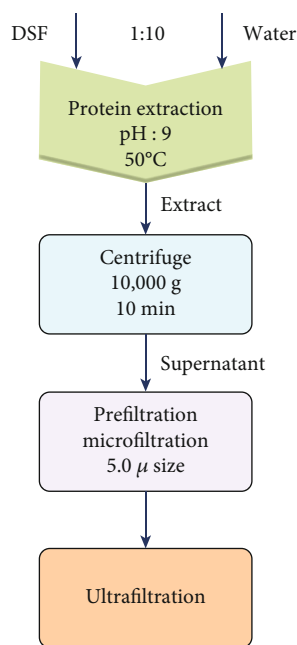 DSF 1:10 Water
Protein extraction
pH : 9
50°C
Extract
Centrifuge
10,000 g
10 min
Supernatant
Prefiltration
microfiltration
5.0 μ size
Ultrafiltration